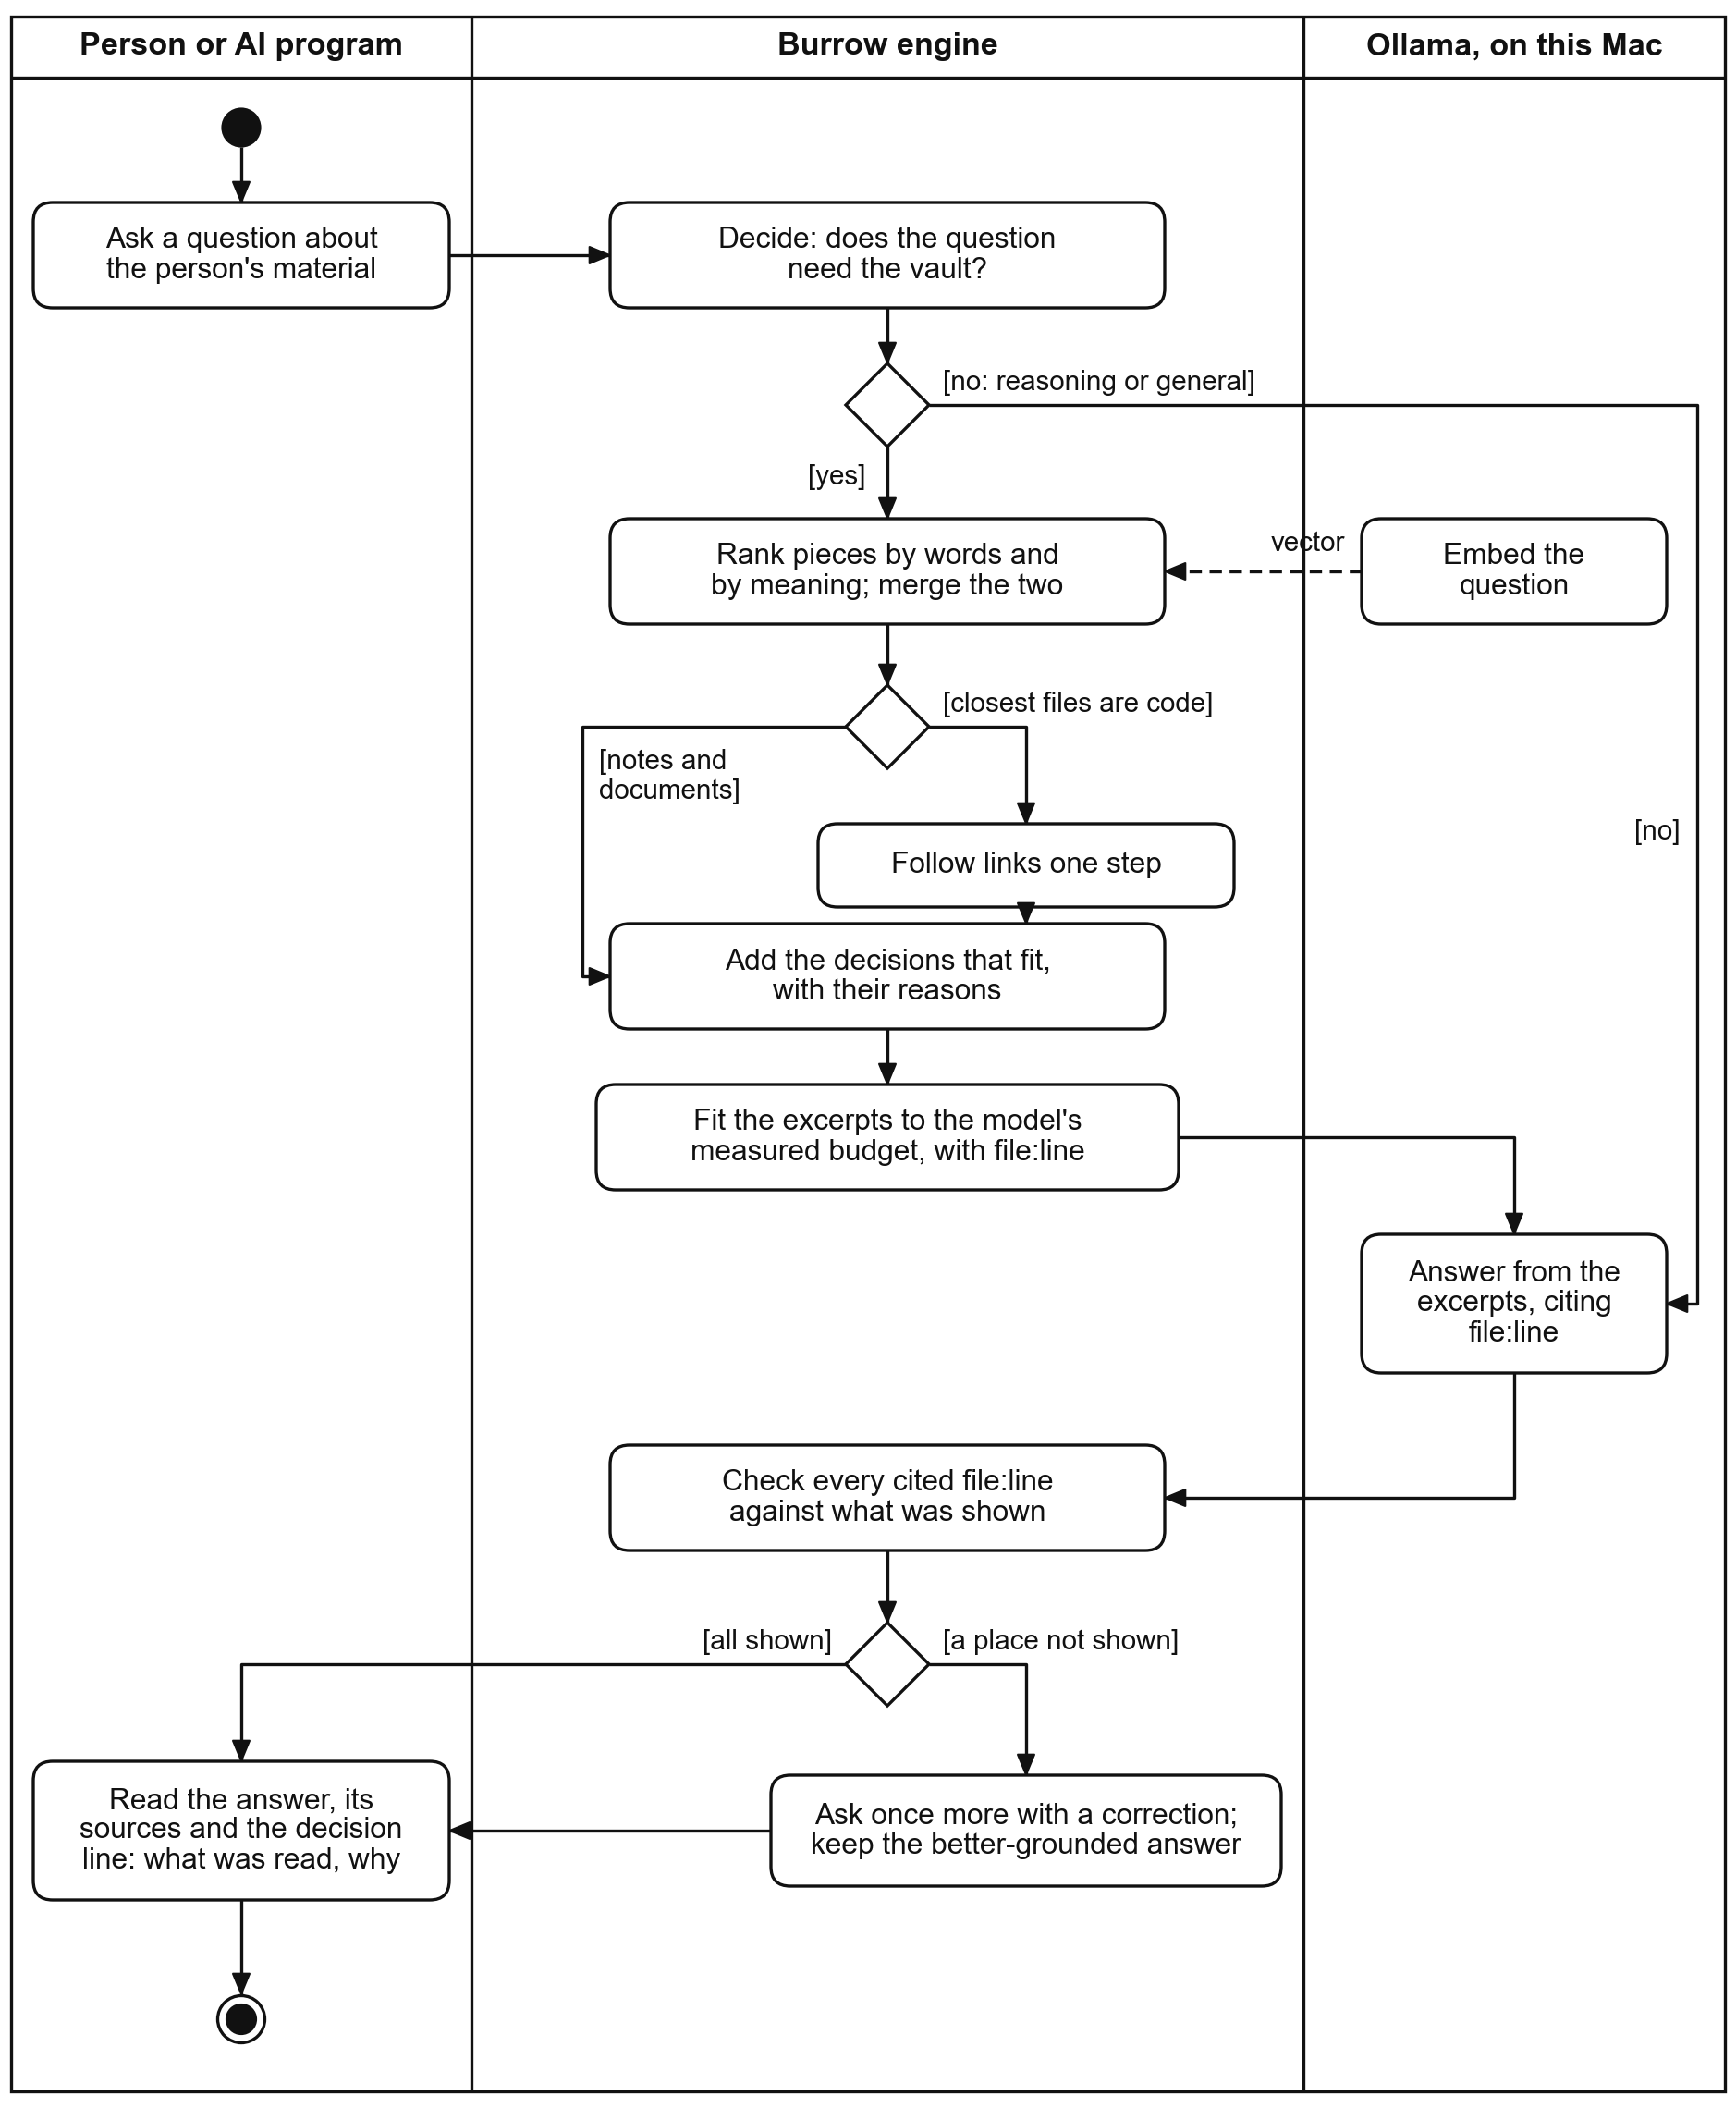 Person or AI program
Burrow engine
Ollama, on this Mac
Ask a question about
the person's material
Decide: does the question
need the vault?
[no: reasoning or general]
[yes]
Rank pieces by words and
by meaning; merge the two
vector
Embed the
question
[closest files are code]
[notes and
documents]
[no]
Follow links one step
Add the decisions that fit,
with their reasons
Fit the excerpts to the model's
measured budget, with file:line
Answer from the
excerpts, citing
file:line
Check every cited file:line
against what was shown
[all shown]
[a place not shown]
Read the answer, its
sources and the decision
line: what was read, why
Ask once more with a correction;
keep the better-grounded answer